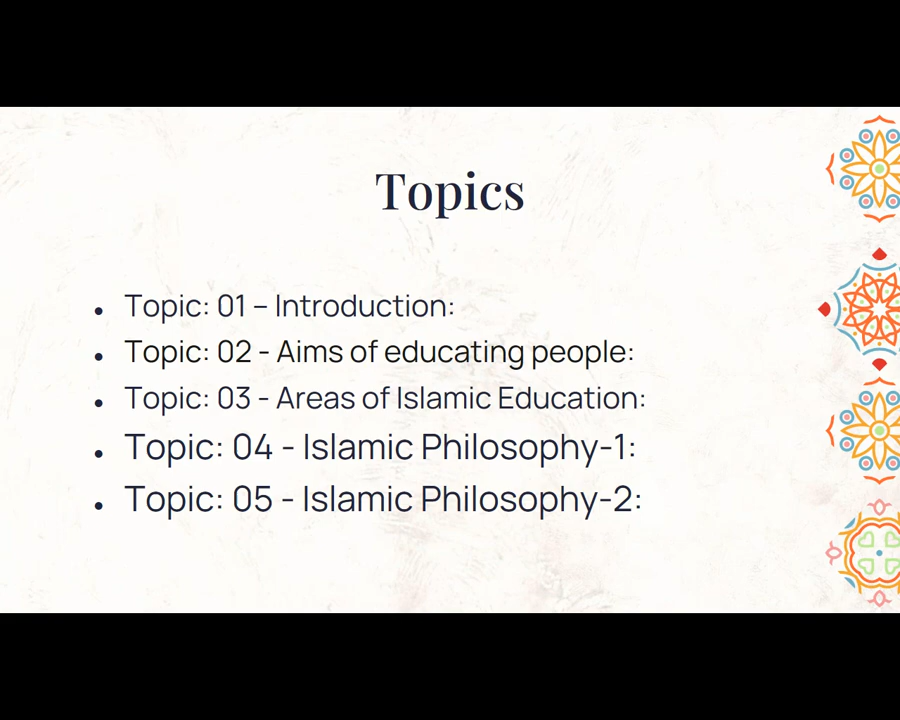 Topics
• Topic: 01 – Introduction:
• Topic: 02 - Aims of educating people:
• Topic: 03 - Areas of Islamic Education:
• Topic: 04 - Islamic Philosophy-1:
• Topic: 05 - Islamic Philosophy-2: